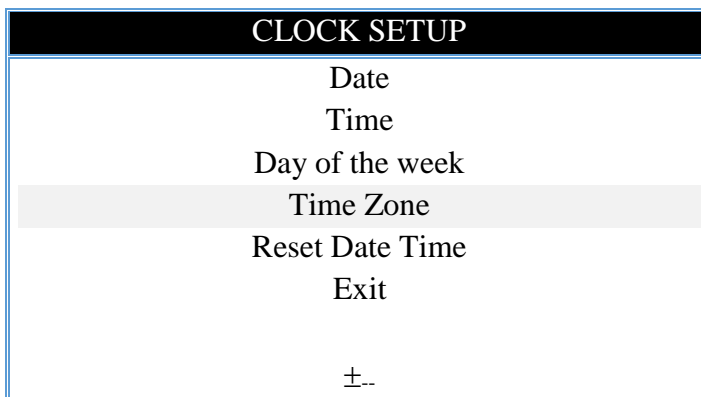 CLOCK SETUP
Date
Time
Day of the week
Time Zone
Reset Date Time
Exit
±--